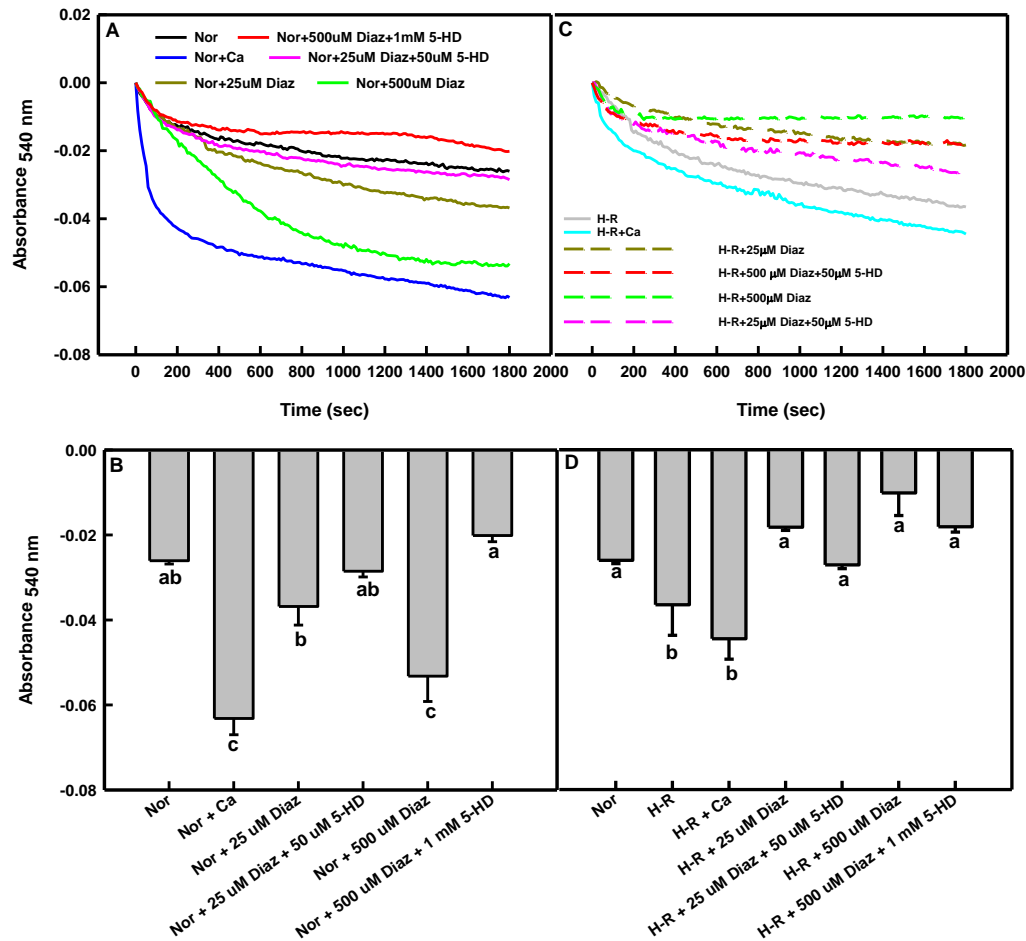 A
Nor
Nor+500uM Diaz+1mM 5-HD
Nor+Ca
Nor+25uM Diaz+50uM 5-HD
Nor+25uM Diaz
Nor+500uM Diaz
0.02
0.00
-0.02
-0.04
-0.06
-0.08
Absorbance 540 nm
0 200 400 600 800 1000 1200 1400 1600 1800 2000
Time (sec)
C
H-R
H-R+Ca
H-R+25μM Diaz
H-R+500 μM Diaz+50μM 5-HD
H-R+500μM Diaz
H-R+25μM Diaz+50μM 5-HD
0 200 400 600 800 1000 1200 1400 1600 1800 2000
Time (sec)
B
0.00
-0.02
-0.04
-0.06
-0.08
Absorbance 540 nm
ab
c
b
ab
c
a
Nor
Nor + Ca
Nor + 25 uM Diaz
Nor + 25 uM Diaz + 50 uM 5-HD
Nor + 500 uM Diaz
Nor + 500 uM Diaz + 1 mM 5-HD
D
a
b
b
a
a
a
a
Nor
H-R
H-R + Ca
H-R + 25 uM Diaz
H-R + 25 uM Diaz + 50 uM 5-HD
H-R + 500 uM Diaz
H-R + 500 uM Diaz + 1 mM 5-HD